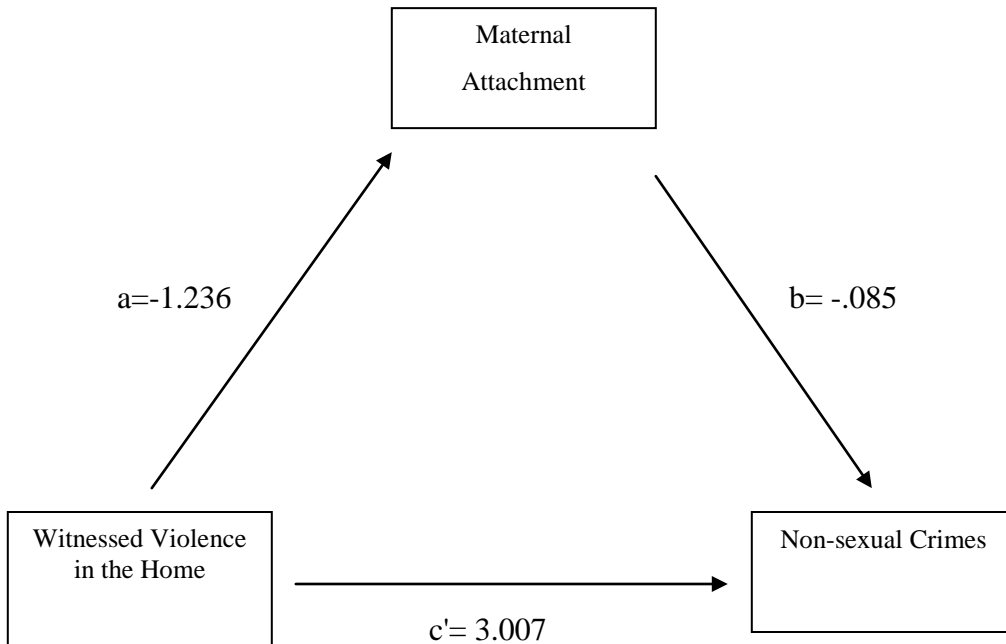 Maternal
Attachment
a=-1.236
b= -.085
Witnessed Violence
in the Home
Non-sexual Crimes
c'= 3.007